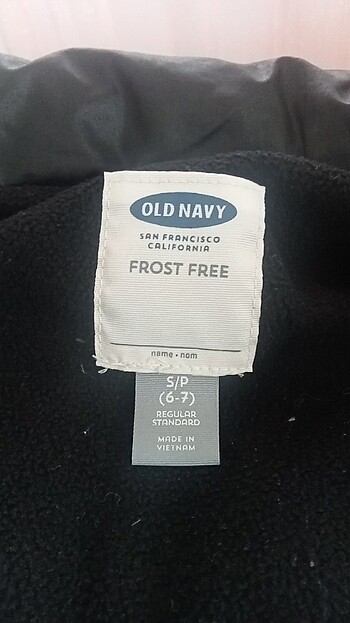 OLD NAVY
SAN FRANCISCO
CALIFORNIA
FROST FREE
name • nom
S/P
(6-7)
REGULAR
STANDARD
MADE IN
VIETNAM